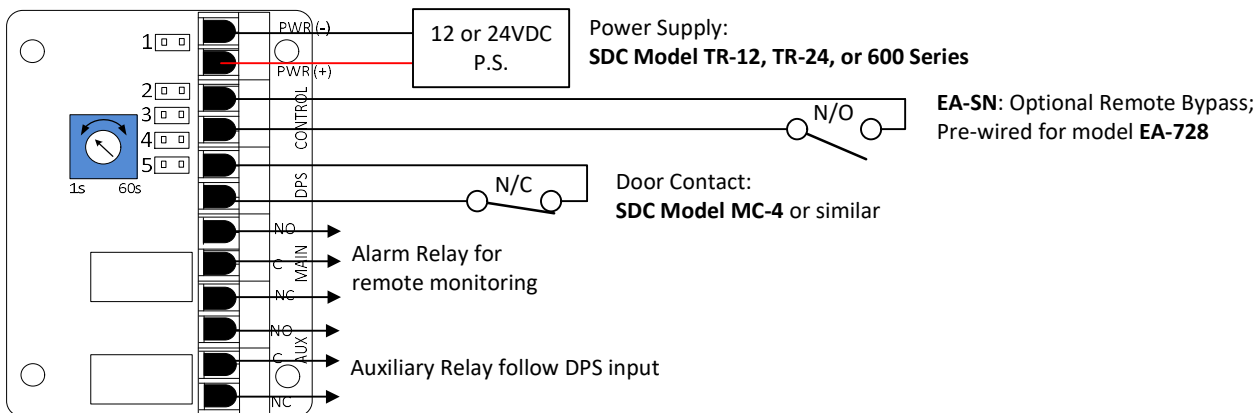 PWR (-)
12 or 24VDC
P.S.
Power Supply:
SDC Model TR-12, TR-24, or 600 Series
1
PWR (+)
2
3
4
5
1s 60s
CONTROL
N/O
EA-SN: Optional Remote Bypass;
Pre-wired for model EA-728
DPS
N/C
Door Contact:
SDC Model MC-4 or similar
NO
C
NC
MAIN
Alarm Relay for
remote monitoring
NO
C
NC
AUX
Auxiliary Relay follow DPS input